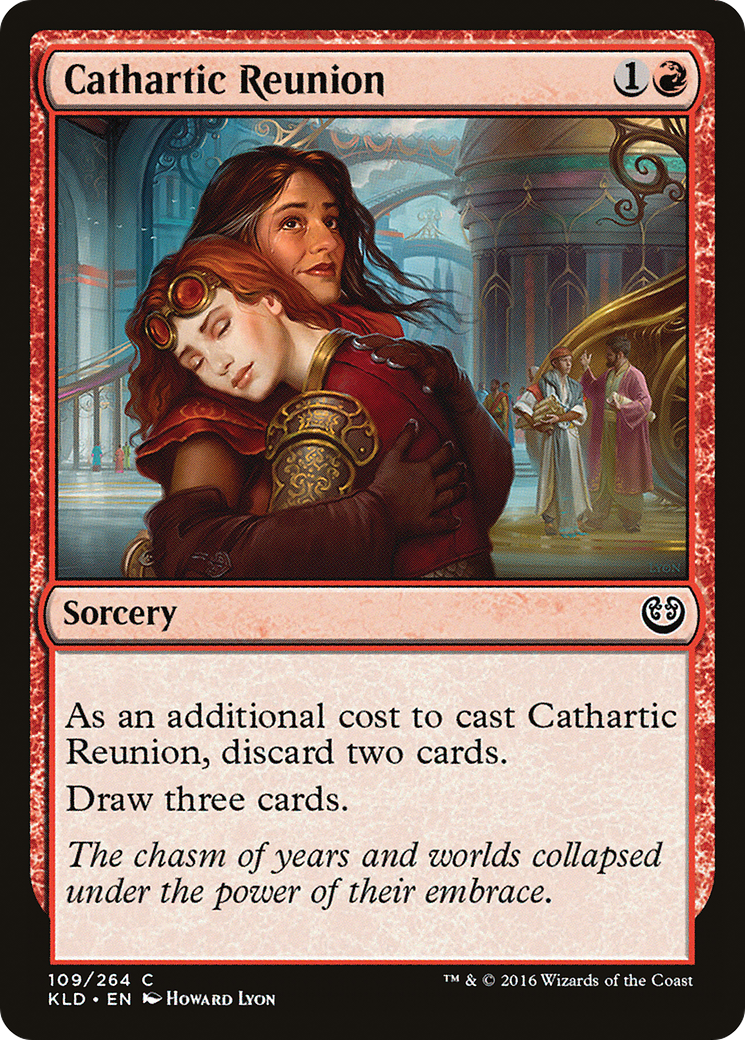 Cathartic Reunion 1
LYON
Sorcery
As an additional cost to cast Cathartic
Reunion, discard two cards.
Draw three cards.
The chasm of years and worlds collapsed
under the power of their embrace.
109/264 C
™ & © 2016 Wizards of the Coast
KLD • EN Howard Lyon